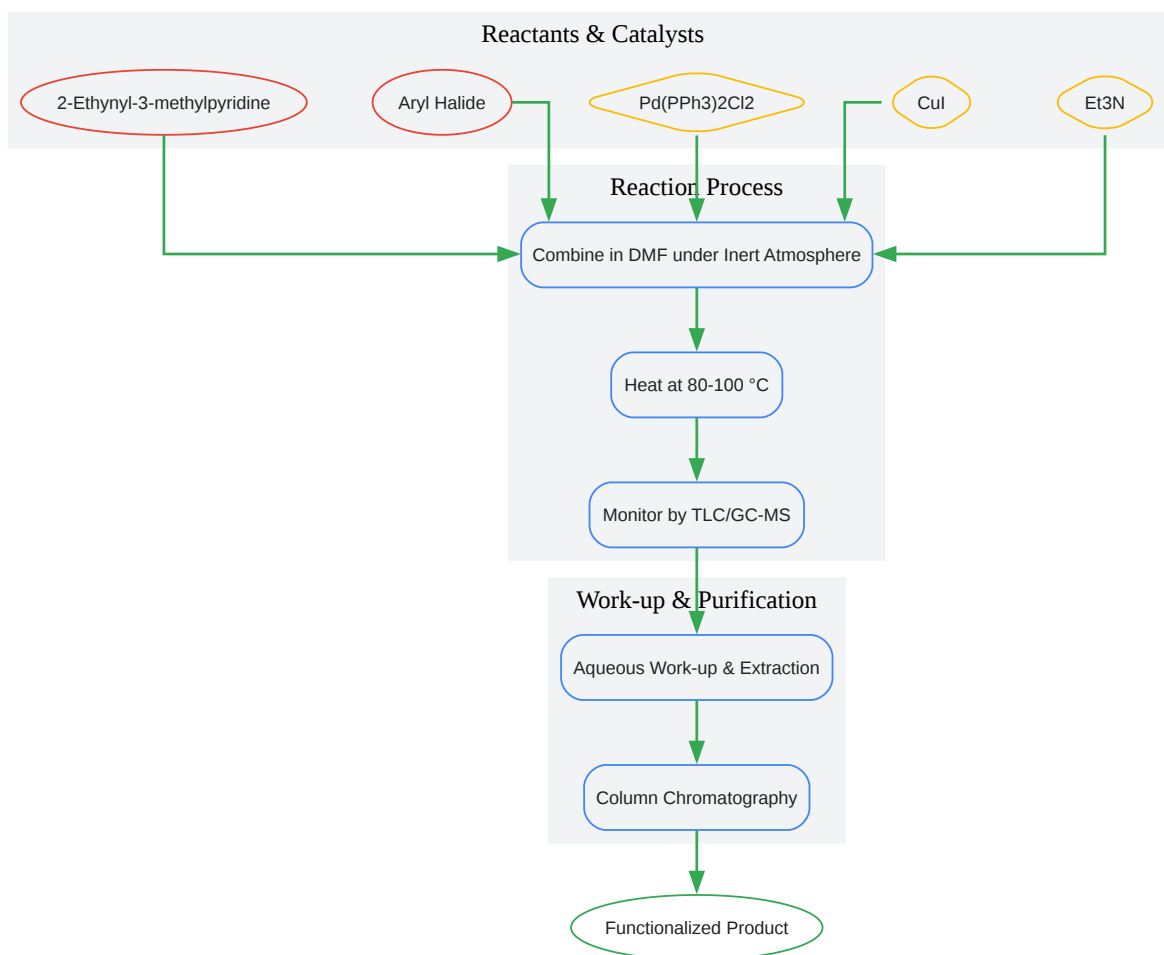 Reactants & Catalysts
2-Ethynyl-3-methylpyridine
Aryl Halide
Pd(PPh3)2Cl2
CuI
Et3N
Reaction Process
Combine in DMF under Inert Atmosphere
Heat at 80-100 °C
Monitor by TLC/GC-MS
Work-up & Purification
Aqueous Work-up & Extraction
Column Chromatography
Functionalized Product